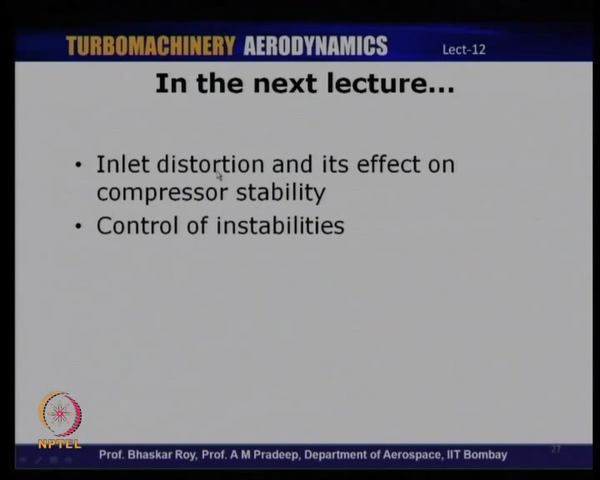 TURBOMACHINERY AERODYNAMICS Lect-12
In the next lecture...
• Inlet distortion and its effect on
compressor stability
• Control of instabilities
NPTEL
Prof. Bhaskar Roy, Prof. A M Pradeep, Department of Aerospace, IIT Bombay 27